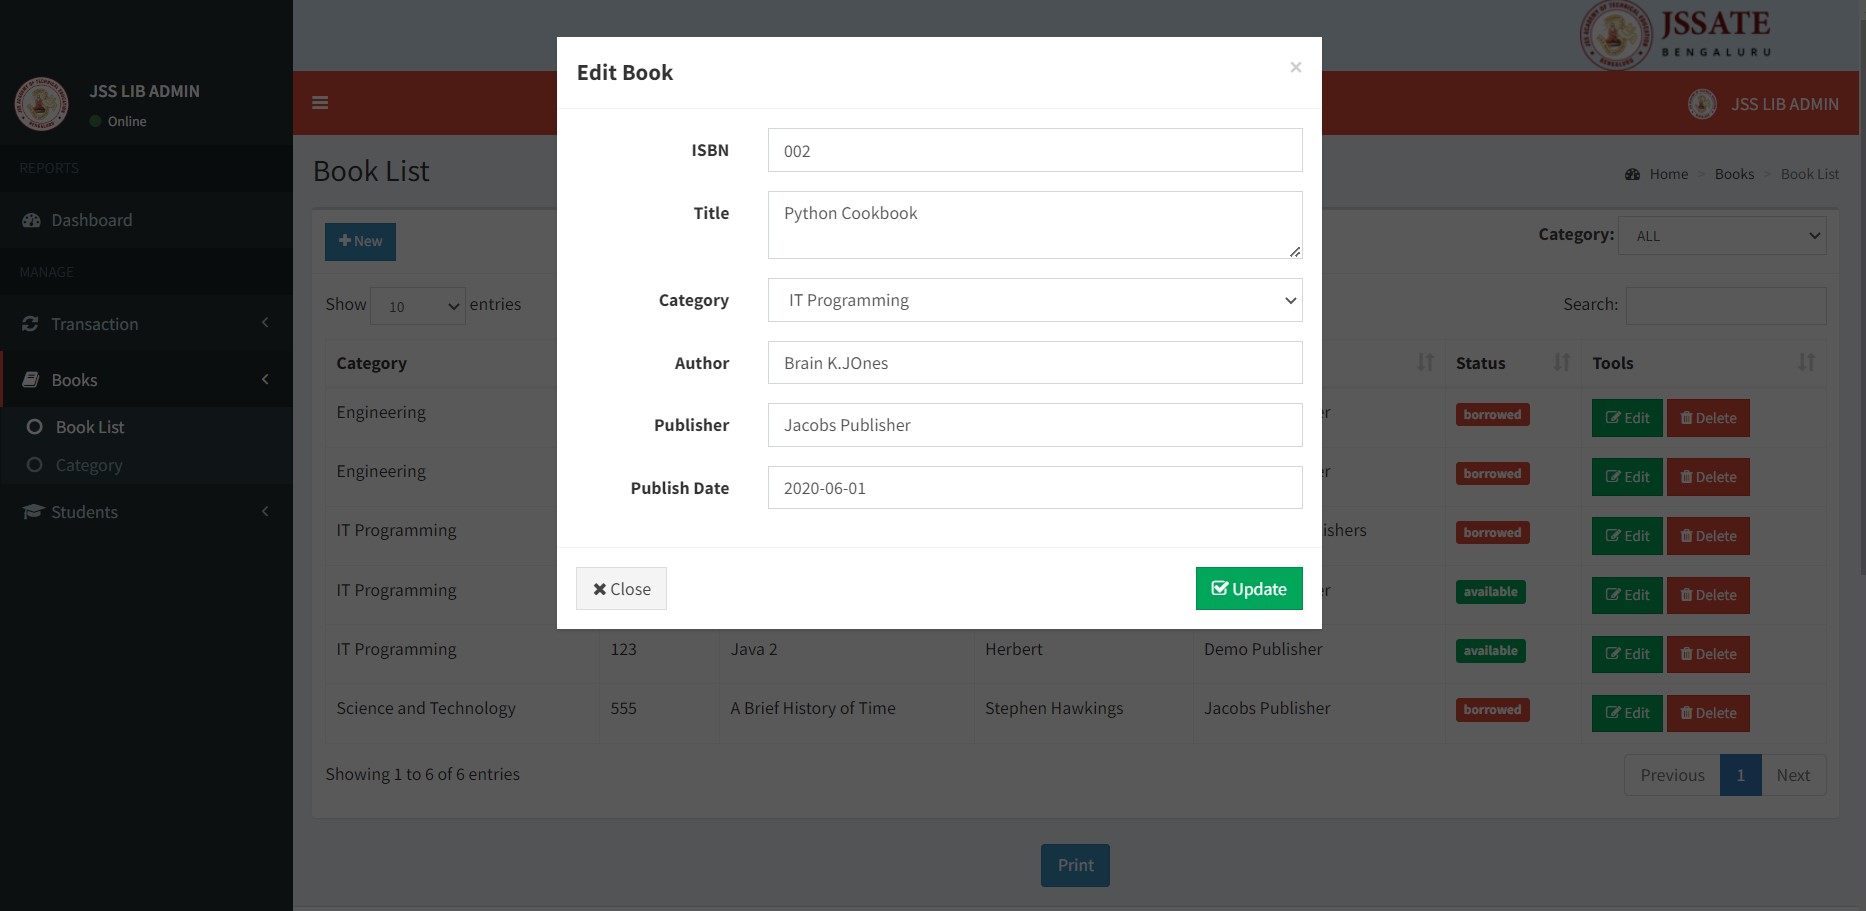 JSSATE
BENGALURU
JSS LIB ADMIN
Online
JSS LIB ADMIN
REPORTS
Dashboard
MANAGE
Transaction
Books
Book List
Category
Students
Book List
Home > Books > Book List
New
Category: ALL
Show 10 entries
Search:
Category Status Tools
Engineering er borrowed Edit Delete
Engineering er borrowed Edit Delete
IT Programming ishers borrowed Edit Delete
IT Programming er available Edit Delete
IT Programming 123 Java 2 Herbert Demo Publisher available Edit Delete
Science and Technology 555 A Brief History of Time Stephen Hawkings Jacobs Publisher borrowed Edit Delete
Showing 1 to 6 of 6 entries
Previous 1 Next
Print
Edit Book ×
ISBN 002
Title Python Cookbook
Category IT Programming
Author Brain K.JOnes
Publisher Jacobs Publisher
Publish Date 2020-06-01
Close Update